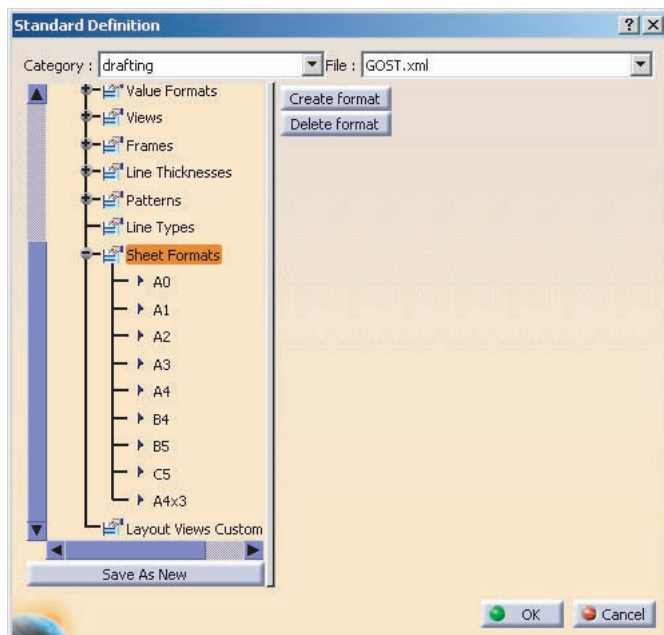 Standard Definition
Category : drafting File : GOST.xml
Value Formats
Views
Frames
Line Thicknesses
Patterns
Line Types
Sheet Formats
A0
A1
A2
A3
A4
B4
B5
C5
A4x3
Layout Views Custom
Save As New
Create format
Delete format
OK Cancel